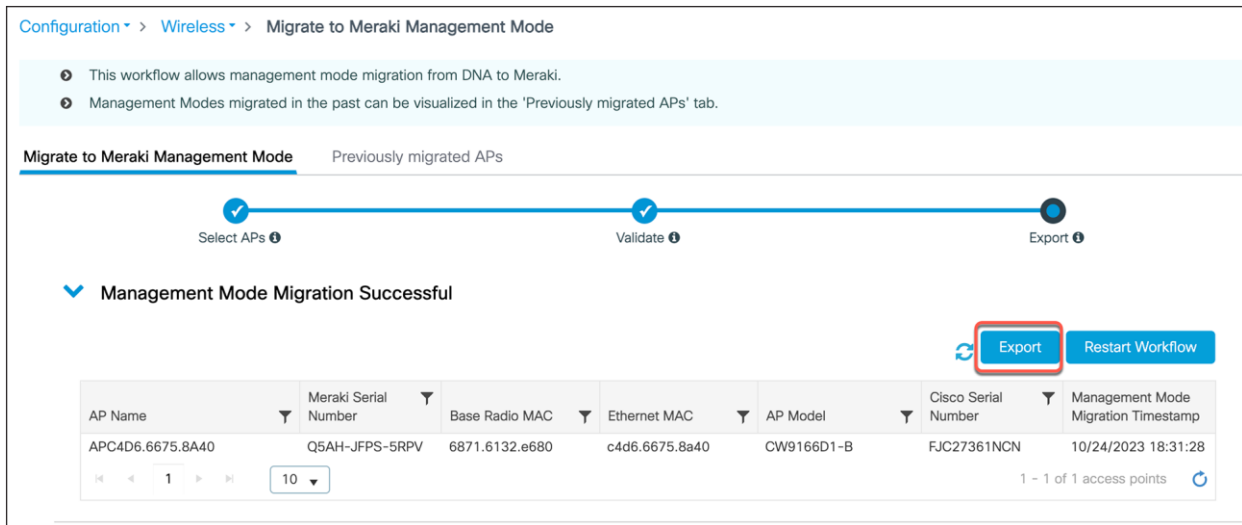 Configuration > Wireless > Migrate to Meraki Management Mode
This workflow allows management mode migration from DNA to Meraki.
Management Modes migrated in the past can be visualized in the 'Previously migrated APs' tab.
Migrate to Meraki Management Mode Previously migrated APs
Select APs Validate Export
Management Mode Migration Successful
Export Restart Workflow
AP Name Meraki Serial Number Base Radio MAC Ethernet MAC AP Model Cisco Serial Number Management Mode Migration Timestamp
APC4D6.6675.8A40 Q5AH-JFPS-5RPV 6871.6132.e680 c4d6.6675.8a40 CW9166D1-B FJC27361NCN 10/24/2023 18:31:28
1 10 1 - 1 of 1 access points